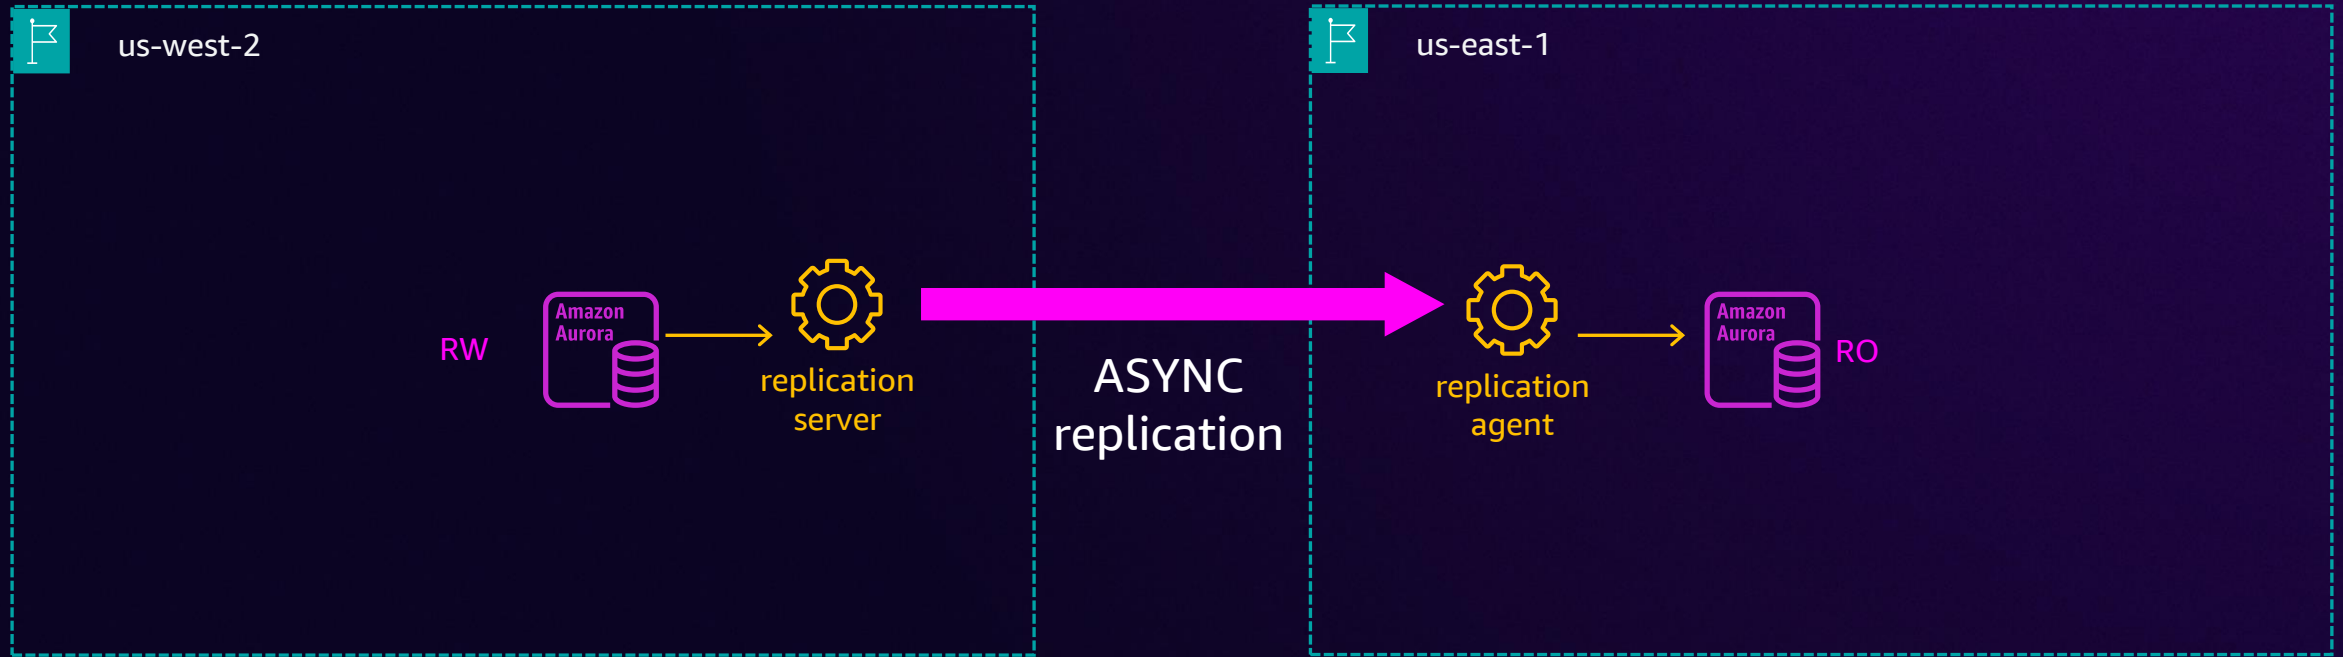 us-west-2
us-east-1
RW
Amazon
Aurora
replication
server
ASYNC
replication
replication
agent
Amazon
Aurora
RO